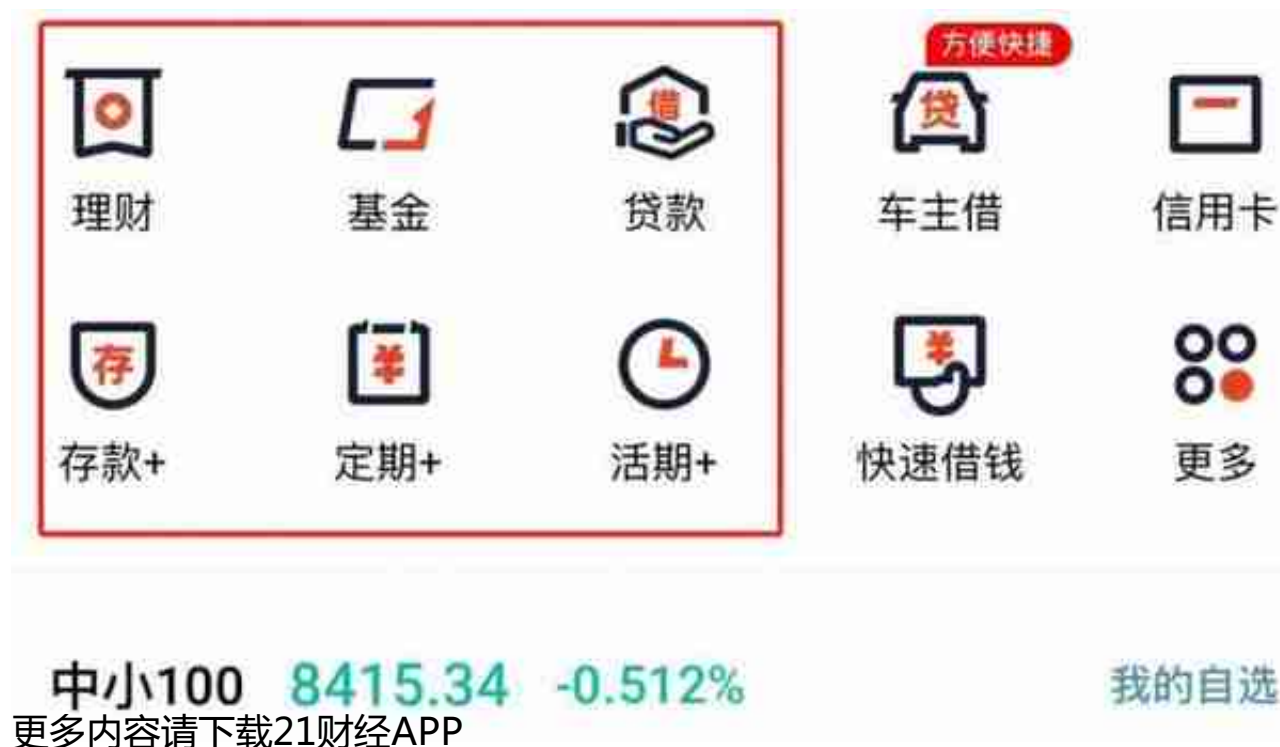 方便快捷
借
贷
理财 基金 贷款 车主借 信用卡
存 ¥ ¥
存款+ 定期+ 活期+ 快速借钱 更多
中小100 8415.34 -0.512% 我的自选
更多内容请下载21财经APP